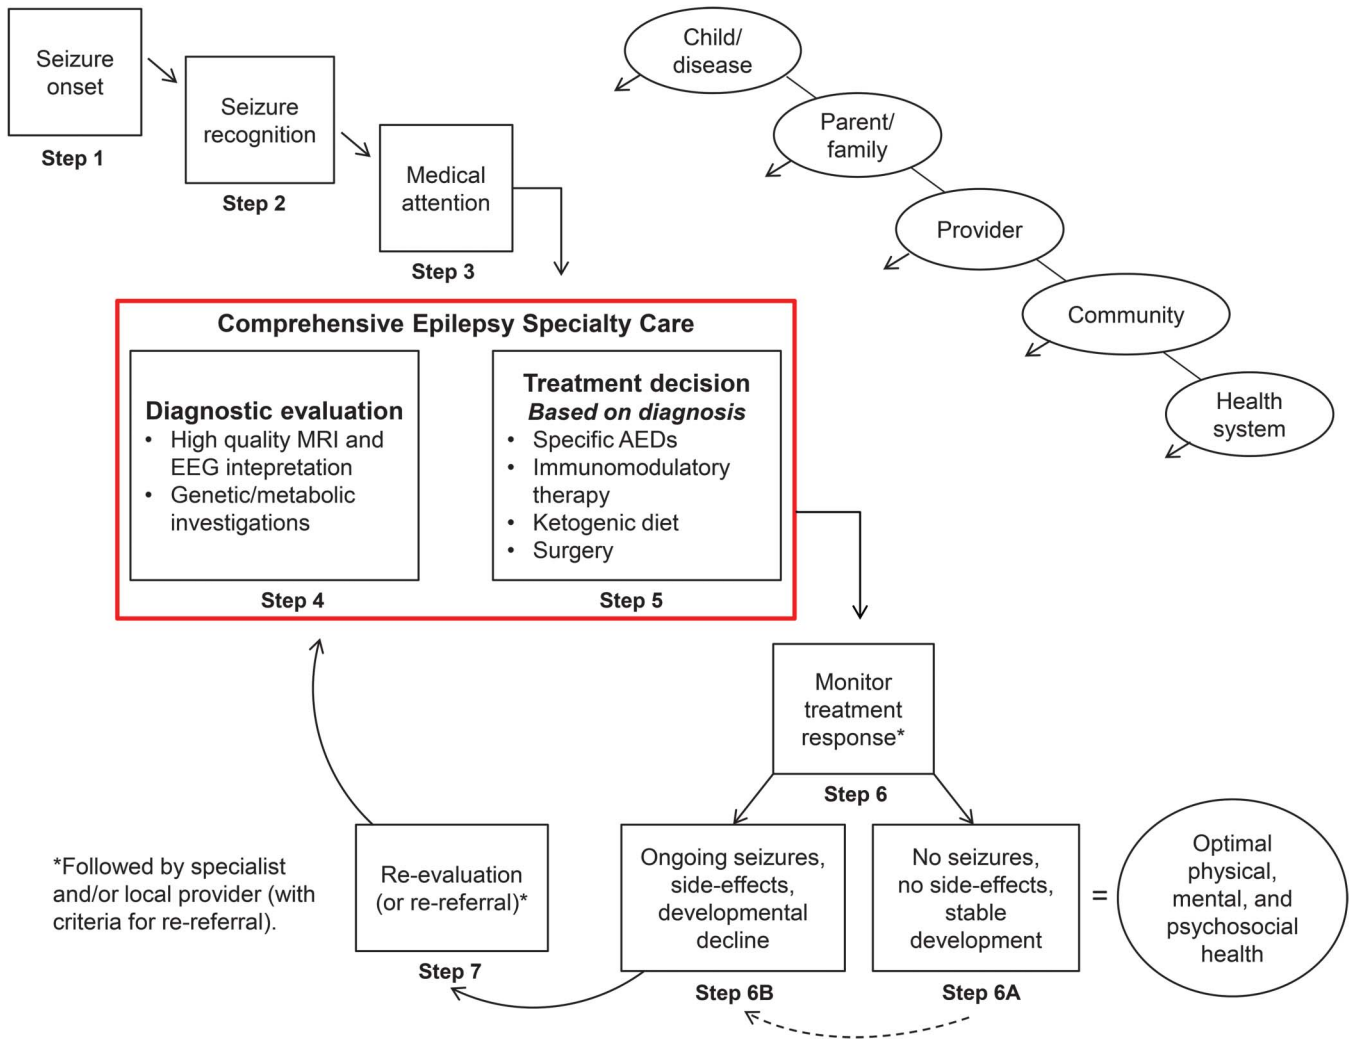 Seizure
onset
Step 1
Seizure
recognition
Step 2
Medical
attention
Step 3
Child/
disease
Parent/
family
Provider
Community
Health
system
Comprehensive Epilepsy Specialty Care
Diagnostic evaluation
• High quality MRI and
EEG intepretation
• Genetic/metabolic
investigations
Step 4
Treatment decision
Based on diagnosis
• Specific AEDs
• Immunomodulatory
therapy
• Ketogenic diet
• Surgery
Step 5
Monitor
treatment
response*
Step 6
Ongoing seizures,
side-effects,
developmental
decline
Step 6B
No seizures,
no side-effects,
stable
development
Step 6A
=
Optimal
physical,
mental, and
psychosocial
health
Re-evaluation
(or re-referral)*
Step 7
*Followed by specialist
and/or local provider (with
criteria for re-referral).